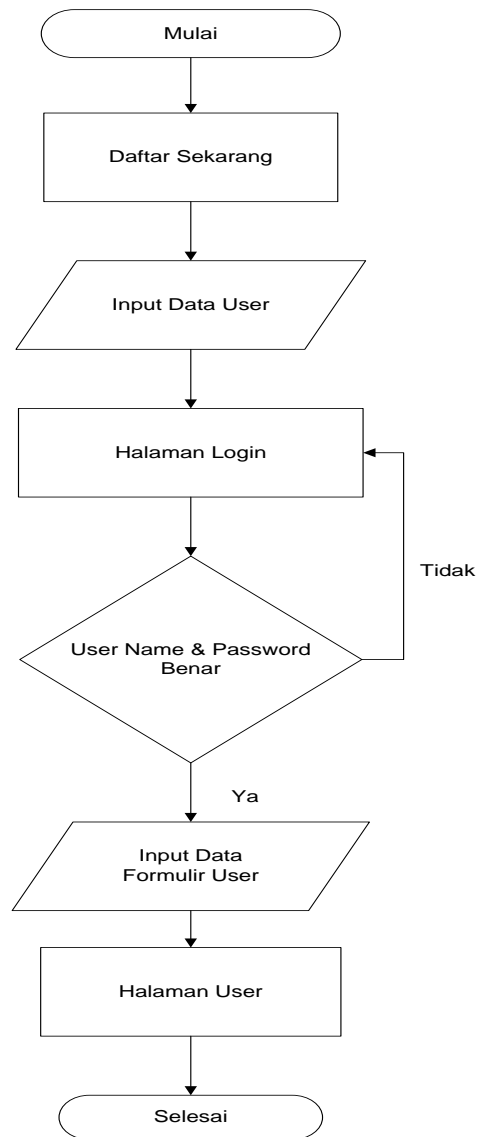 Mulai
Daftar Sekarang
Input Data User
Halaman Login
Tidak
User Name & Password
Benar
Ya
Input Data
Formulir User
Halaman User
Selesai